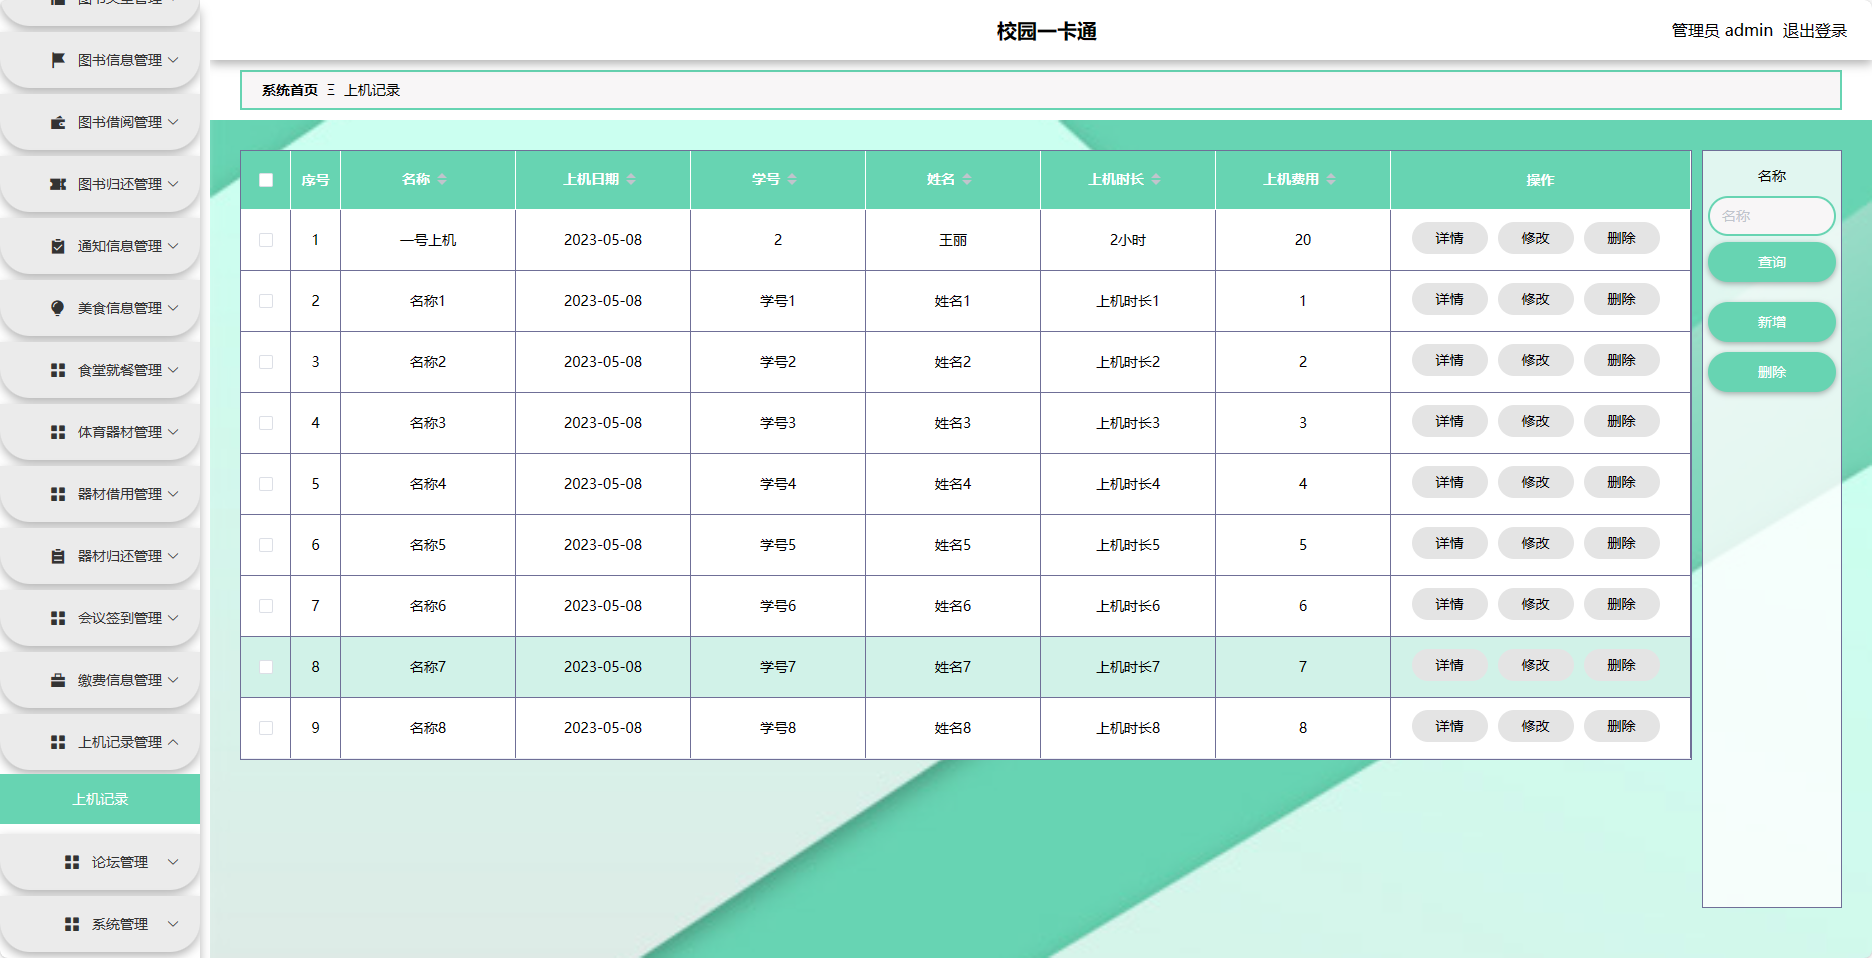 图书类型管理
图书信息管理
图书借阅管理
图书归还管理
通知信息管理
美食信息管理
食堂就餐管理
体育器材管理
器材借用管理
器材归还管理
会议签到管理
缴费信息管理
上机记录管理
上机记录
论坛管理
系统管理
校园一卡通
管理员 admin 退出登录
系统首页 Ξ 上机记录
序号 名称 上机日期 学号 姓名 上机时长 上机费用 操作
1 一号上机 2023-05-08 2 王丽 2小时 20 详情 修改 删除
2 名称1 2023-05-08 学号1 姓名1 上机时长1 1 详情 修改 删除
3 名称2 2023-05-08 学号2 姓名2 上机时长2 2 详情 修改 删除
4 名称3 2023-05-08 学号3 姓名3 上机时长3 3 详情 修改 删除
5 名称4 2023-05-08 学号4 姓名4 上机时长4 4 详情 修改 删除
6 名称5 2023-05-08 学号5 姓名5 上机时长5 5 详情 修改 删除
7 名称6 2023-05-08 学号6 姓名6 上机时长6 6 详情 修改 删除
8 名称7 2023-05-08 学号7 姓名7 上机时长7 7 详情 修改 删除
9 名称8 2023-05-08 学号8 姓名8 上机时长8 8 详情 修改 删除
名称
名称
查询
新增
删除